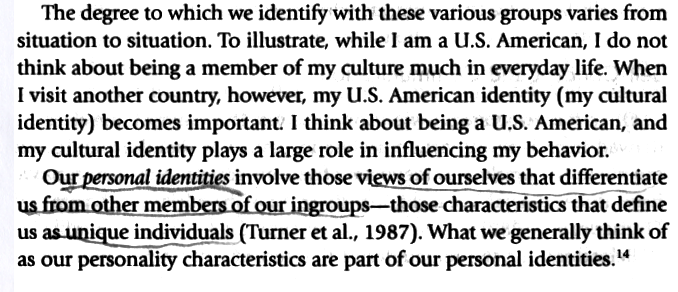 The degree to which we identify with these various groups varies from
situation to situation. To illustrate, while I am a U.S. American, I do not
think about being a member of my culture much in everyday life. When
I visit another country, however, my U.S. American identity (my cultural
identity) becomes important. I think about being a U.S. American, and
my cultural identity plays a large role in influencing my behavior.
Our personal identities involve those views of ourselves that differentiate
us from other members of our ingroups—those characteristics that define
us as unique individuals (Turner et al., 1987). What we generally think of
as our personality characteristics are part of our personal identities.¹⁴